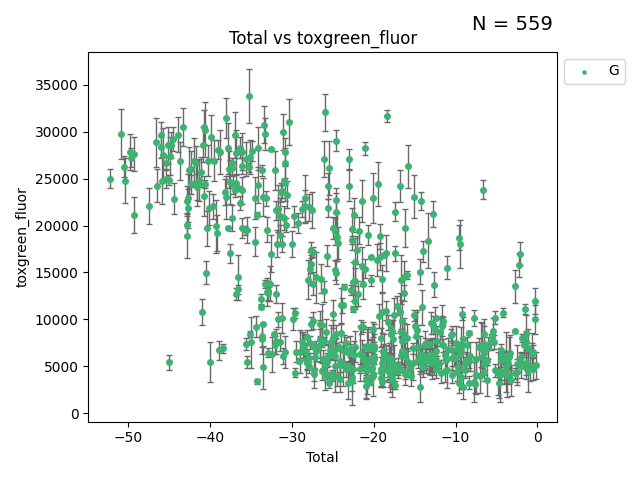 N = 559
Total vs toxgreen_fluor
G
toxgreen_fluor
35000
30000
25000
20000
15000
10000
5000
0
−50 −40 −30 −20 −10 0
Total